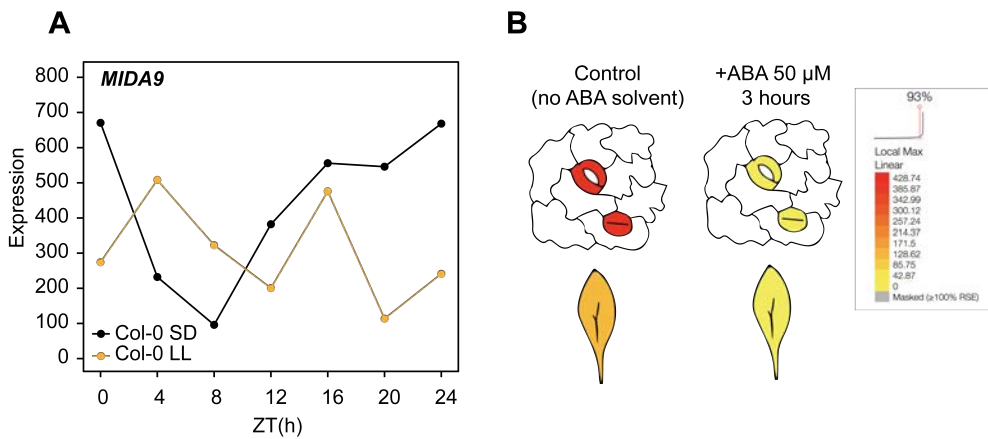 A
MIDA9
Expression
800
700
600
500
400
300
200
100
0
Col-0 SD
Col-0 LL
0 4 8 12 16 20 24
ZT(h)
B
Control
(no ABA solvent)
+ABA 50 µM
3 hours
93%
Local Max
Linear
428.74
385.87
342.99
300.12
257.24
214.37
171.5
128.62
85.75
42.87
0
Masked (≥100% RSE)